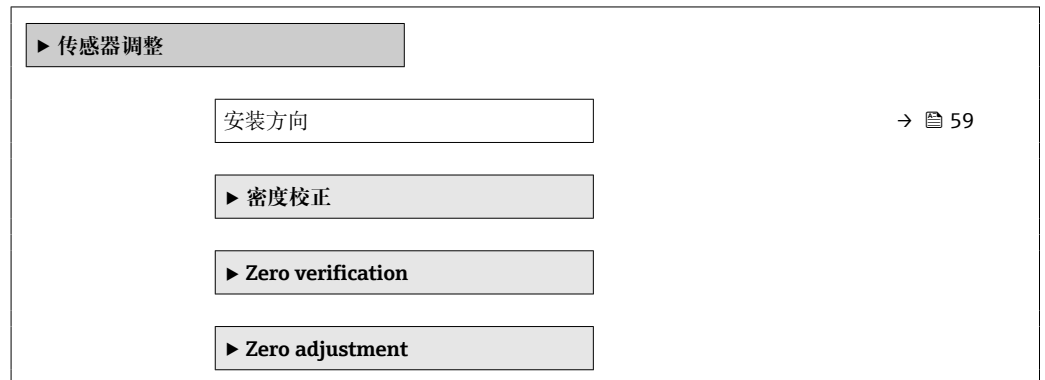 ▶ 传感器调整
安装方向 → 🗎 59
▶ 密度校正
▶ Zero verification
▶ Zero adjustment